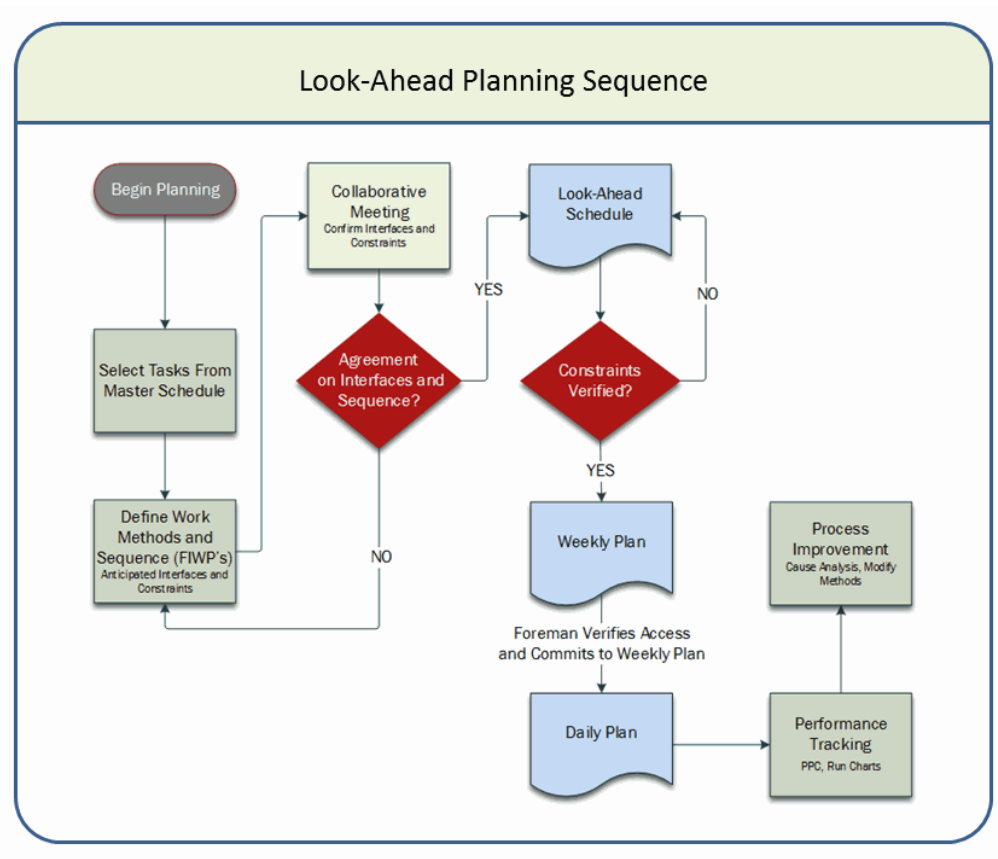 Look-Ahead Planning Sequence
Begin Planning
Select Tasks From
Master Schedule
Define Work
Methods and
Sequence (FIWP's)
Anticipated Interfaces and
Constraints
Collaborative
Meeting
Confirm Interfaces and
Constraints
Agreement
on Interfaces and
Sequence?
NO
YES
Look-Ahead
Schedule
Constraints
Verified?
NO
YES
Weekly Plan
Foreman Verifies Access
and Commits to Weekly Plan
Daily Plan
Performance
Tracking
PPC, Run Charts
Process
Improvement
Cause Analysis, Modify
Methods